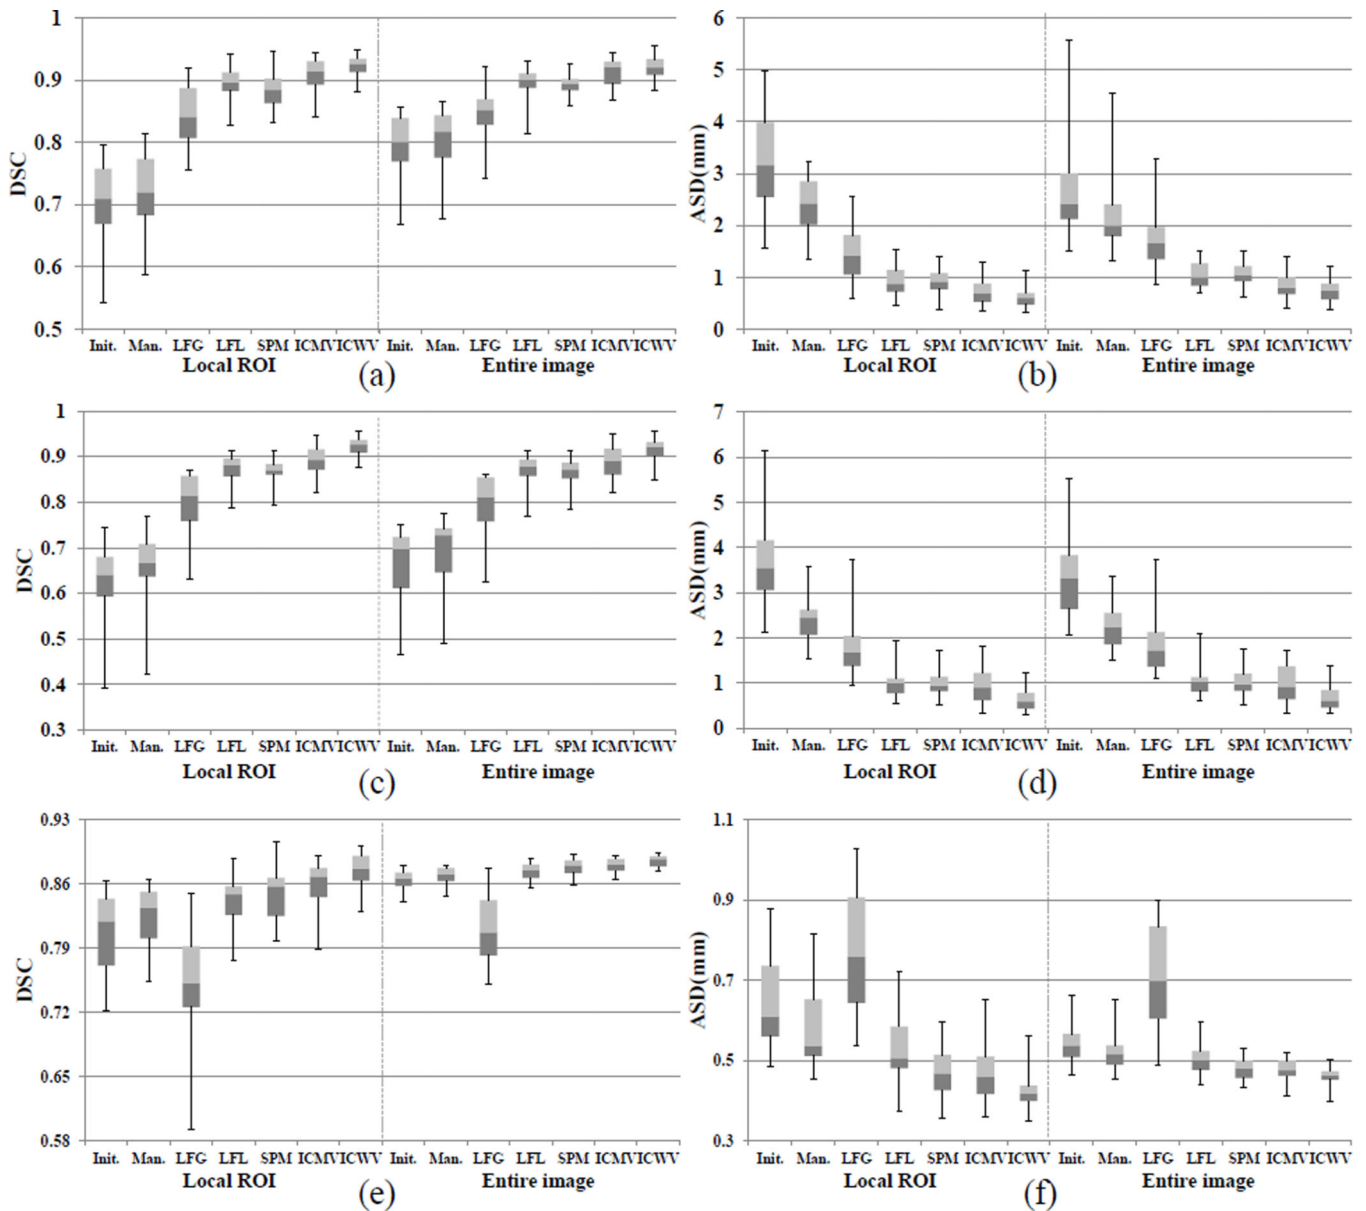 1
0.9
0.8
0.7
0.6
0.5
DSC
Init. Man. LFG LFL SPM ICMV ICWV Init. Man. LFG LFL SPM ICMV ICWV
Local ROI Entire image
(a)
6
5
4
3
2
1
0
ASD(mm)
Init. Man. LFG LFL SPM ICMV ICWV Init. Man. LFG LFL SPM ICMV ICWV
Local ROI Entire image
(b)
1
0.9
0.8
0.7
0.6
0.5
0.4
0.3
DSC
Init. Man. LFG LFL SPM ICMV ICWV Init. Man. LFG LFL SPM ICMV ICWV
Local ROI Entire image
(c)
7
6
5
4
3
2
1
0
ASD(mm)
Init. Man. LFG LFL SPM ICMV ICWV Init. Man. LFG LFL SPM ICMV ICWV
Local ROI Entire image
(d)
0.93
0.86
0.79
0.72
0.65
0.58
DSC
Init. Man. LFG LFL SPM ICMV ICWV Init. Man. LFG LFL SPM ICMV ICWV
Local ROI Entire image
(e)
1.1
0.9
0.7
0.5
0.3
ASD(mm)
Init. Man. LFG LFL SPM ICMV ICWV Init. Man. LFG LFL SPM ICMV ICWV
Local ROI Entire image
(f)